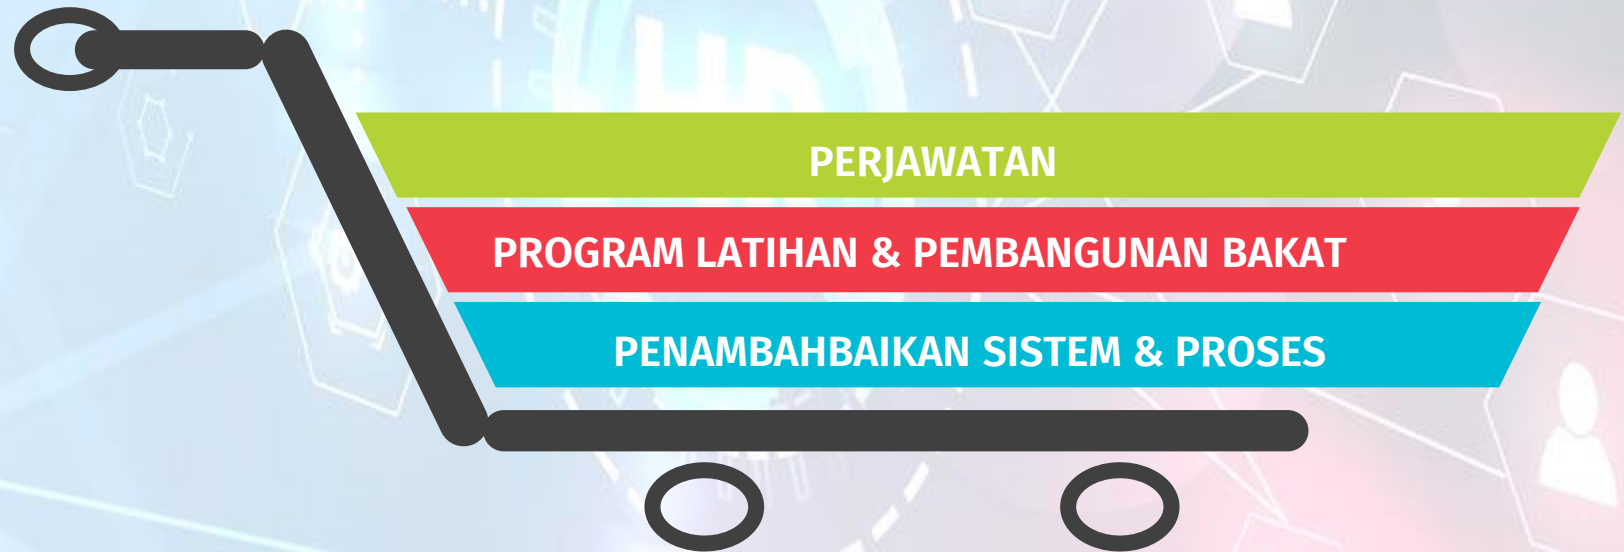 PERJAWATAN
PROGRAM LATIHAN & PEMBANGUNAN BAKAT
PENAMBAHBAIKAN SISTEM & PROSES